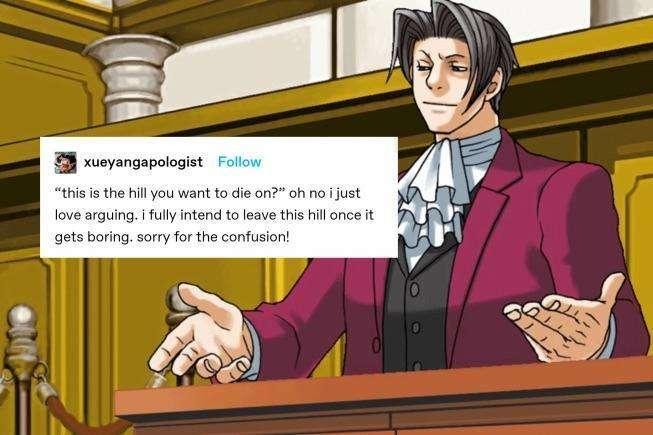 xueyangapologist Follow
“this is the hill you want to die on?” oh no i just
love arguing. i fully intend to leave this hill once it
gets boring. sorry for the confusion!